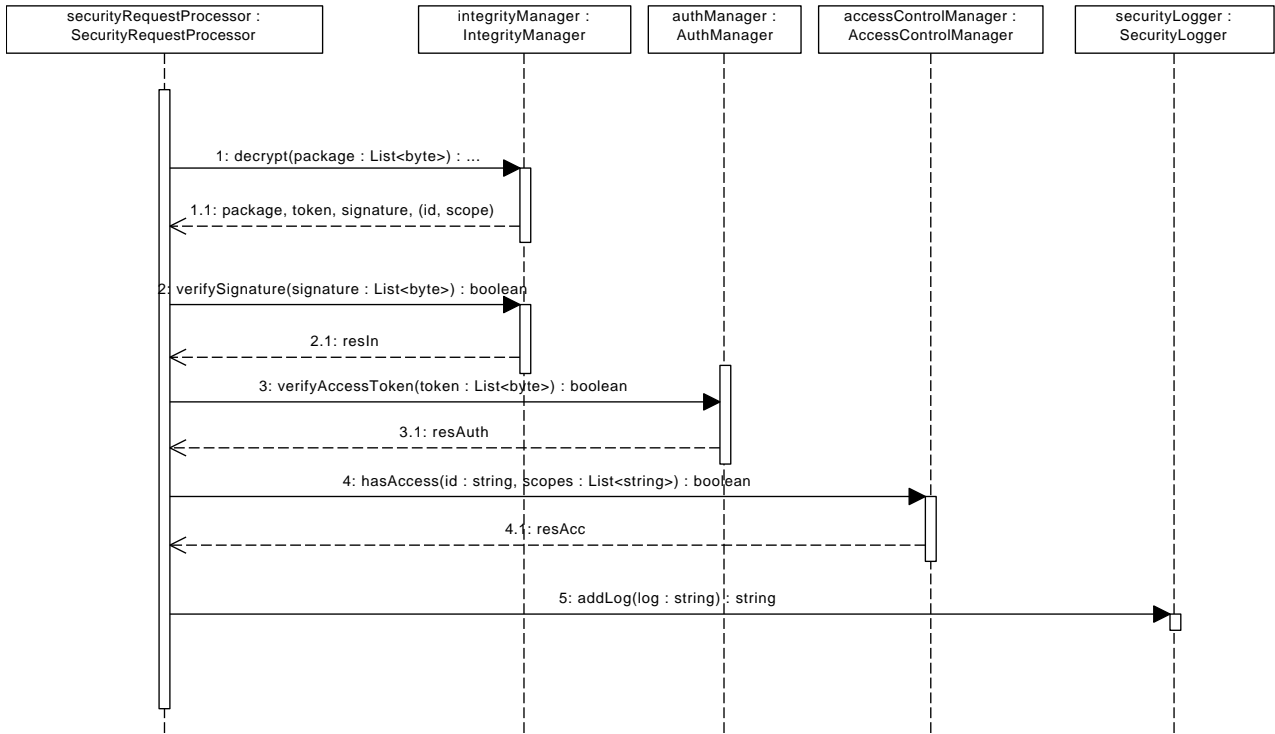 securityRequestProcessor :
SecurityRequestProcessor
integrityManager :
IntegrityManager
authManager :
AuthManager
accessControlManager :
AccessControlManager
securityLogger :
SecurityLogger
1: decrypt(package : List<byte>) : ...
1.1: package, token, signature, (id, scope)
2: verifySignature(signature : List<byte>) : boolean
2.1: resIn
3: verifyAccessToken(token : List<byte>) : boolean
3.1: resAuth
4: hasAccess(id : string, scopes : List<string>) : boolean
4.1: resAcc
5: addLog(log : string) : string